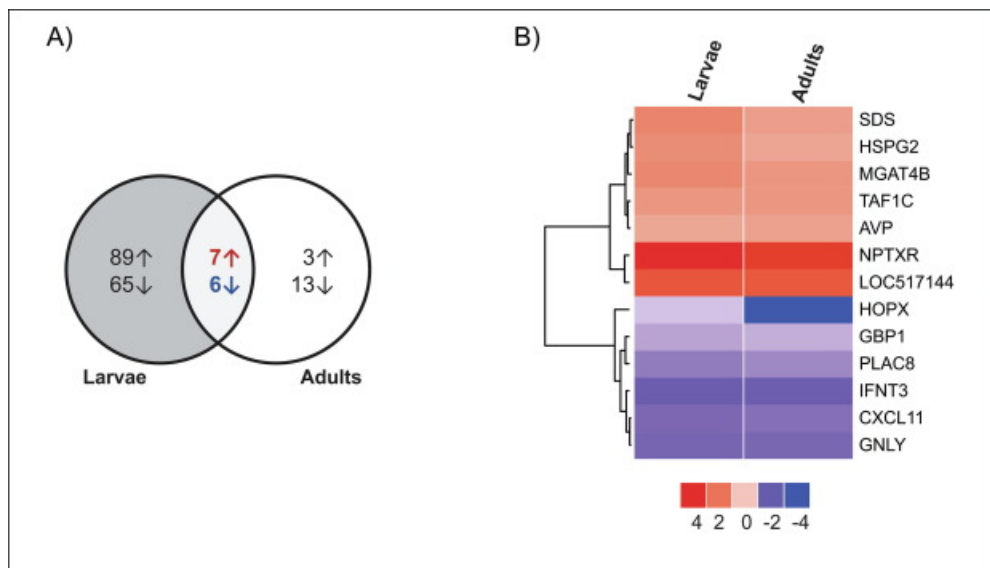 A)
89↑
65↓
7↑
6↓
3↑
13↓
Larvae
Adults
B)
Larvae
Adults
SDS
HSPG2
MGAT4B
TAF1C
AVP
NPTXR
LOC517144
HOPX
GBP1
PLAC8
IFNT3
CXCL11
GNLY
4 2 0 -2 -4